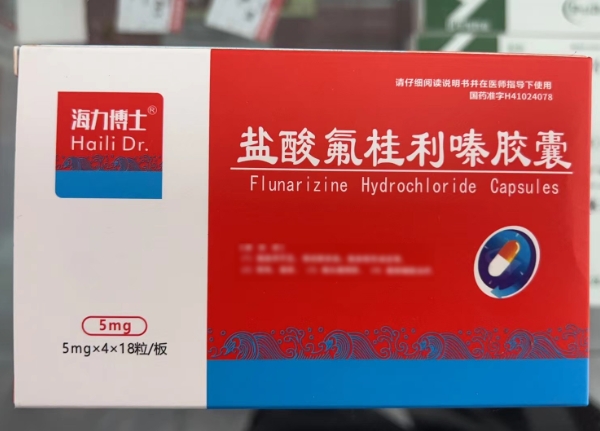 海力博士®
Haili Dr.
请仔细阅读说明书并在医师指导下使用
国药准字H41024078
盐酸氟桂利嗪胶囊
Flunarizine Hydrochloride Capsules
5mg
5mg×4×18粒/板